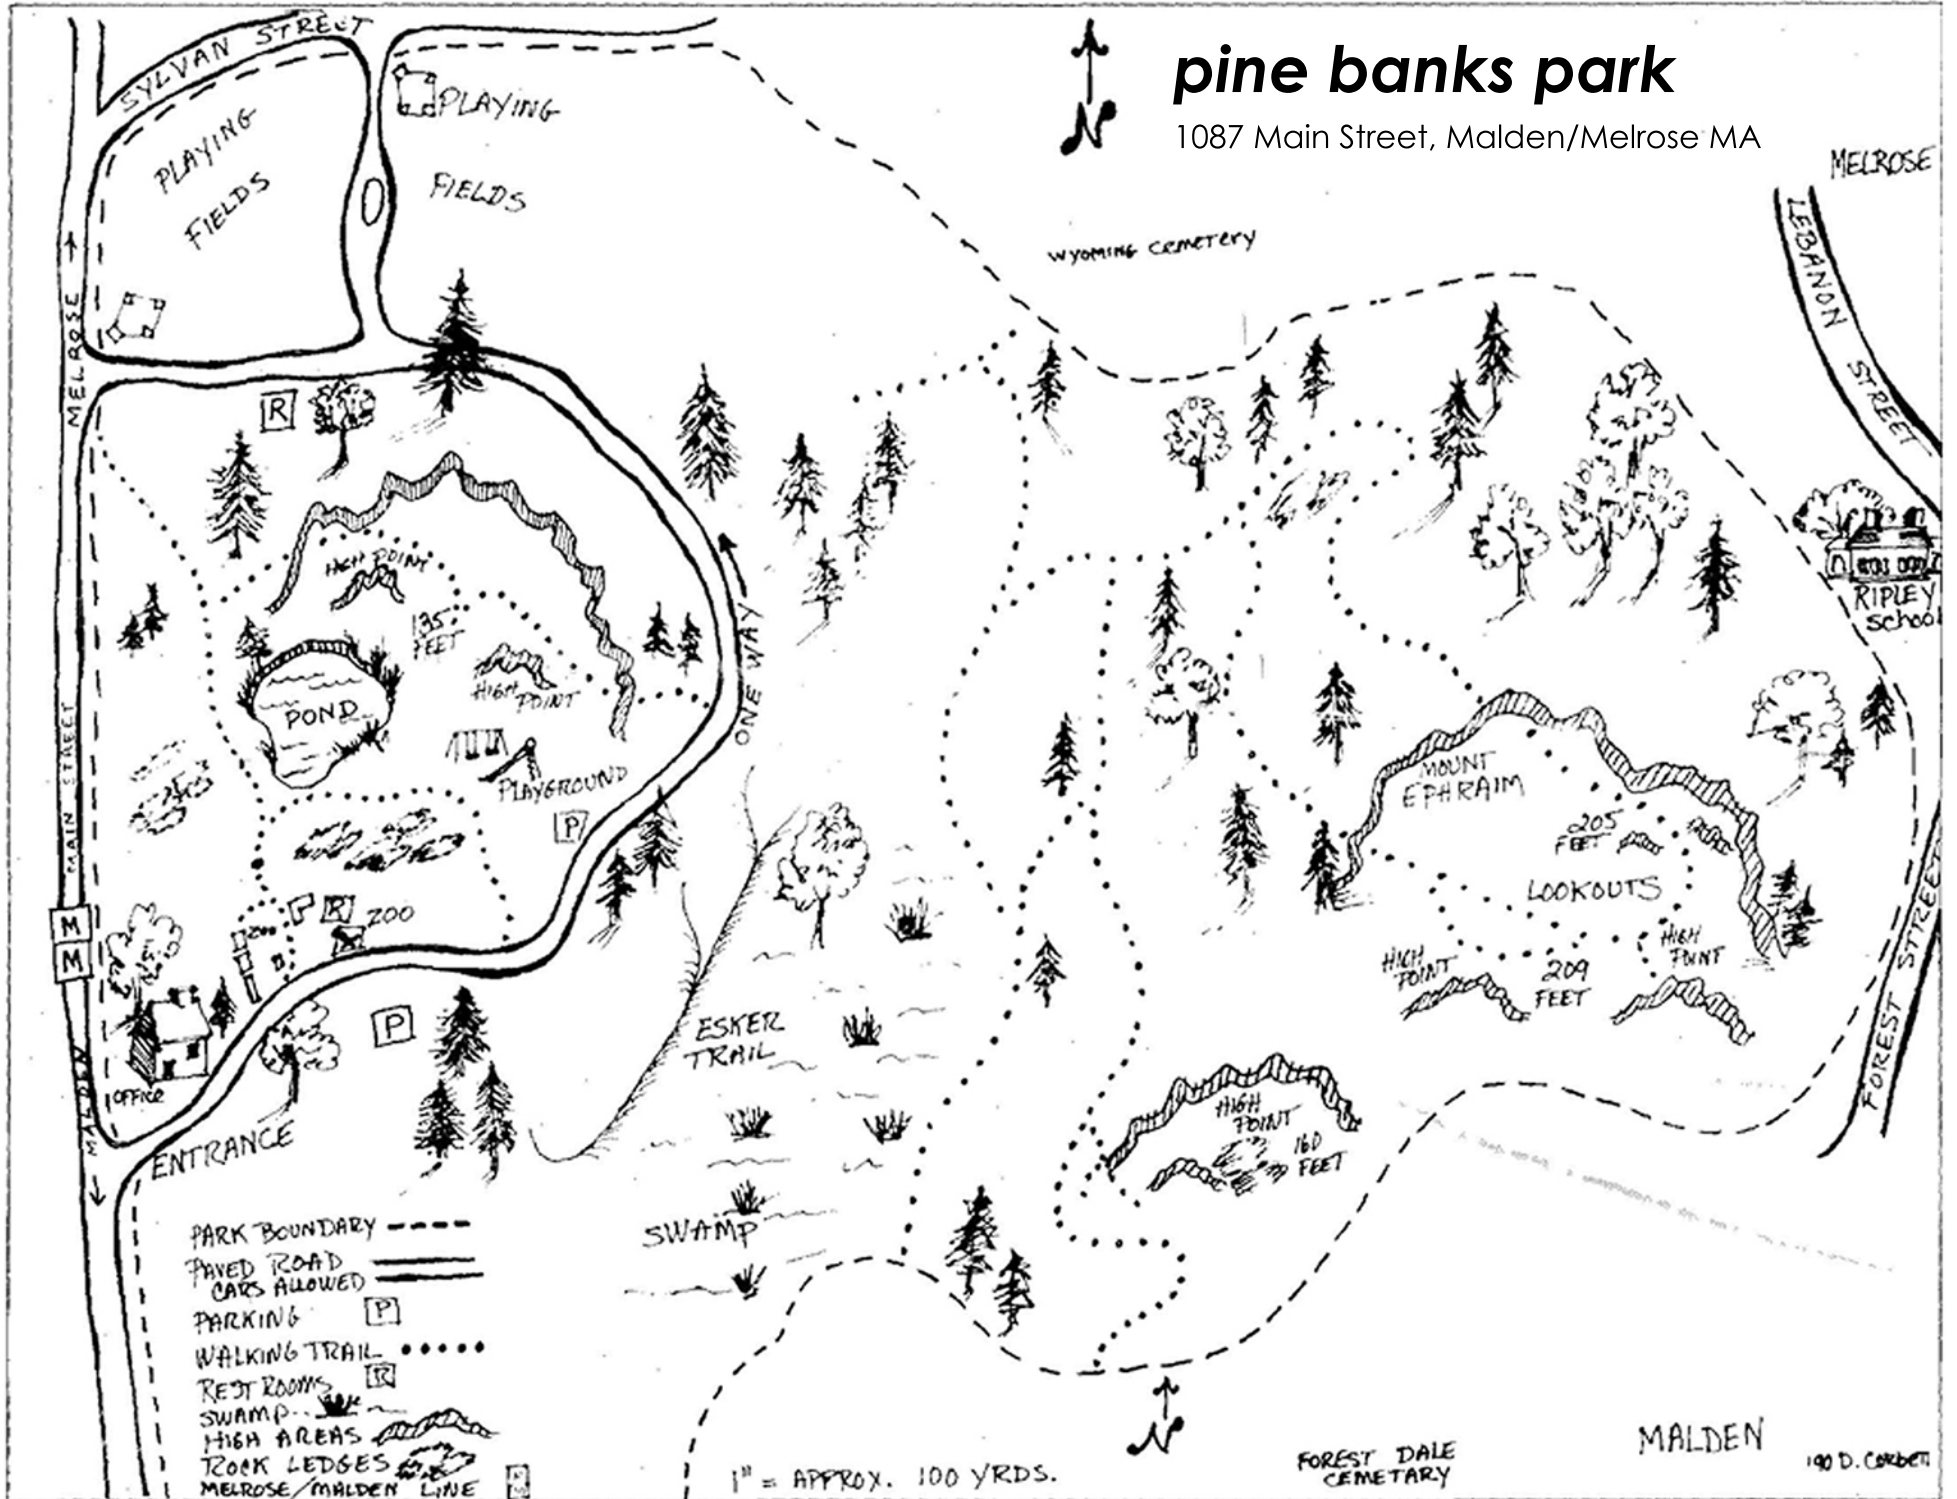 pine banks park
1087 Main Street, Malden/Melrose MA
N
SYLVAN STREET
PLAYING
FIELDS
PLAYING
FIELDS
WYOMING CEMETERY
MELROSE
LEBANON STREET
MELROSE
R
HIGH POINT
135
FEET
HIGH
POINT
POND
PLAYGROUND
P
ONE WAY
MAIN STREET
RIPLEY
School
MOUNT
EPHRAIM
205
FEET
LOOKOUTS
HIGH
POINT
209
FEET
HIGH
POINT
M
M
ZOO
R
ZOO
OFFICE
P
ESKER
TRAIL
MALDEN
ENTRANCE
FOREST STREET
HIGH
POINT
160
FEET
SWAMP
PARK BOUNDARY
PAVED ROAD
CARS ALLOWED
PARKING P
WALKING TRAIL
REST ROOMS R
SWAMP..
HIGH AREAS
ROCK LEDGES
MELROSE/MALDEN LINE
1" = APPROX. 100 YRDS.
N
FOREST DALE
CEMETARY
MALDEN
D. CORBETT